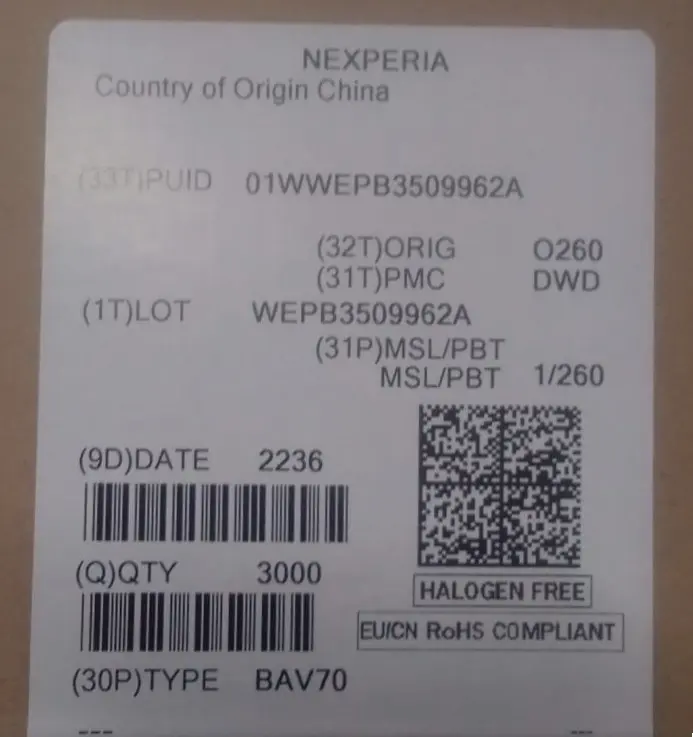 NEXPERIA
Country of Origin China
(33T)PUID 01WWEPB3509962A
(32T)ORIG O260
(31T)PMC DWD
(1T)LOT WEPB3509962A
(31P)MSL/PBT
MSL/PBT 1/260
(9D)DATE 2236
(Q)QTY 3000
HALOGEN FREE
EU/CN RoHS COMPLIANT
(30P)TYPE BAV70